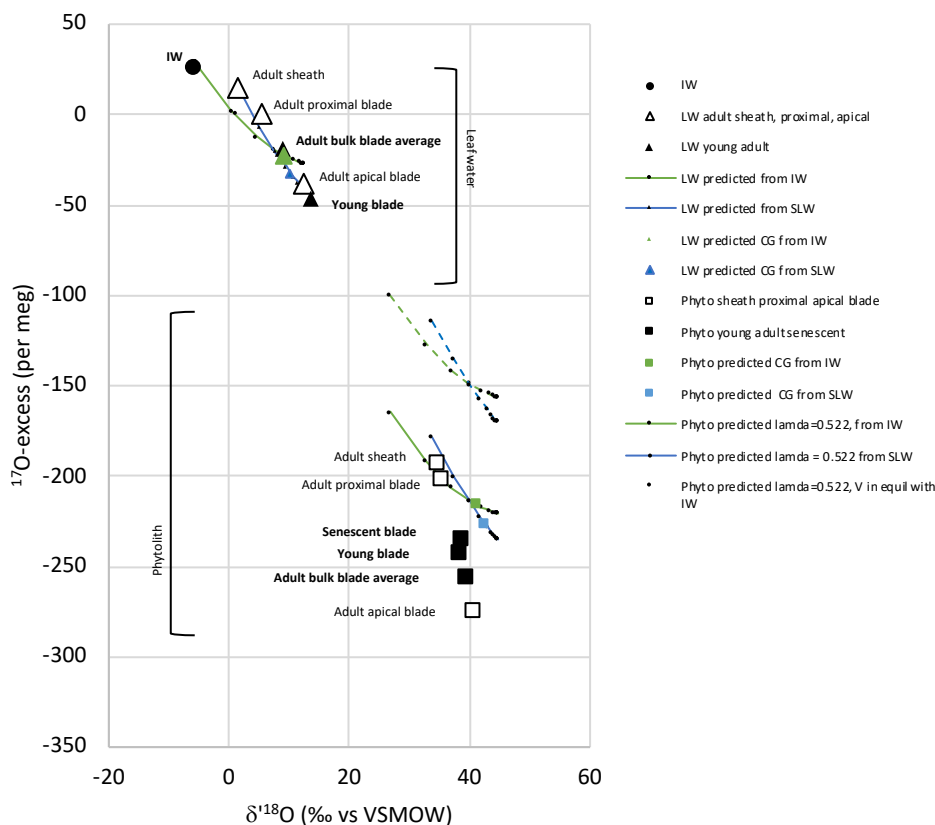 50
0
-50
-100
-150
-200
-250
-300
-350
-20
0
20
40
60
17O-excess (per meg)
δ'18O (‰ vs VSMOW)
IW
Adult sheath
Adult proximal blade
Adult bulk blade average
Adult apical blade
Young blade
Leaf water
Phytolith
Adult sheath
Adult proximal blade
Senescent blade
Young blade
Adult bulk blade average
Adult apical blade
IW
LW adult sheath, proximal, apical
LW young adult
LW predicted from IW
LW predicted from SLW
LW predicted CG from IW
LW predicted CG from SLW
Phyto sheath proximal apical blade
Phyto young adult senescent
Phyto predicted CG from IW
Phyto predicted CG from SLW
Phyto predicted lamda=0.522, from IW
Phyto predicted lamda = 0.522 from SLW
Phyto predicted lamda=0.522, V in equil with
IW